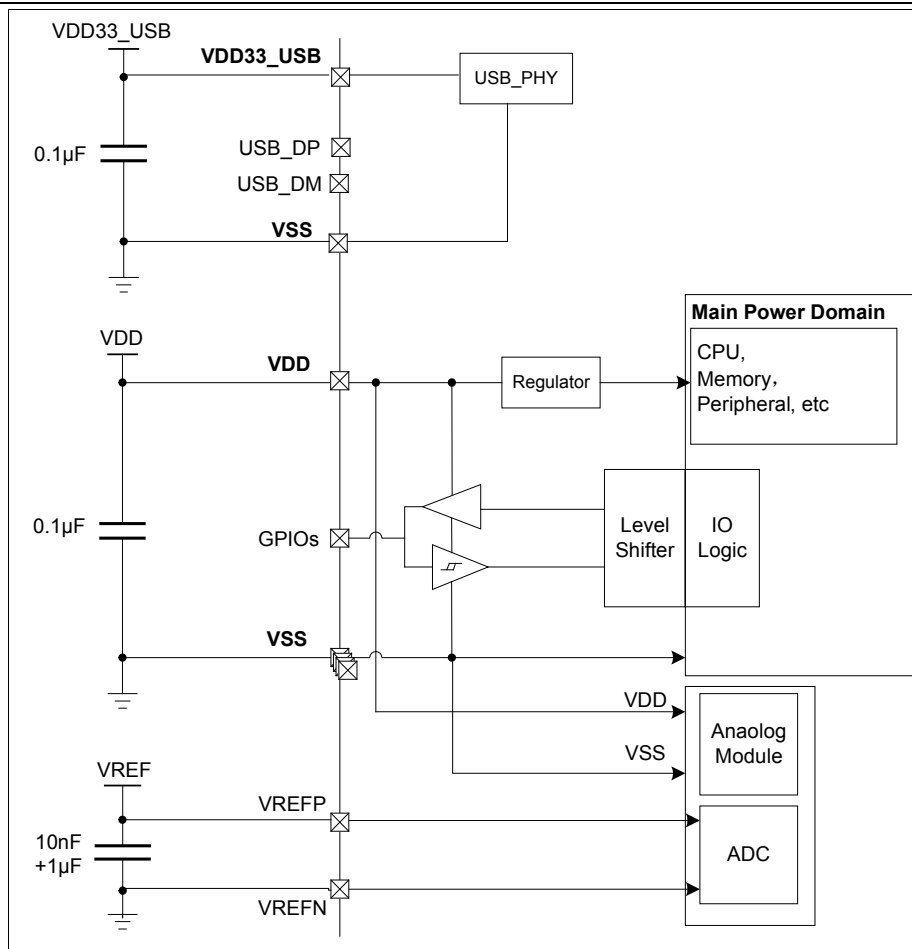 VDD33_USB
VDD33_USB
USB_PHY
0.1µF
USB_DP
USB_DM
VSS
Main Power Domain
VDD
VDD
Regulator
CPU,
Memory，
Peripheral, etc
0.1µF
GPIOs
Level
Shifter
IO
Logic
VSS
VDD
Anaolog
Module
VSS
VREF
VREFP
10nF
+1µF
ADC
VREFN